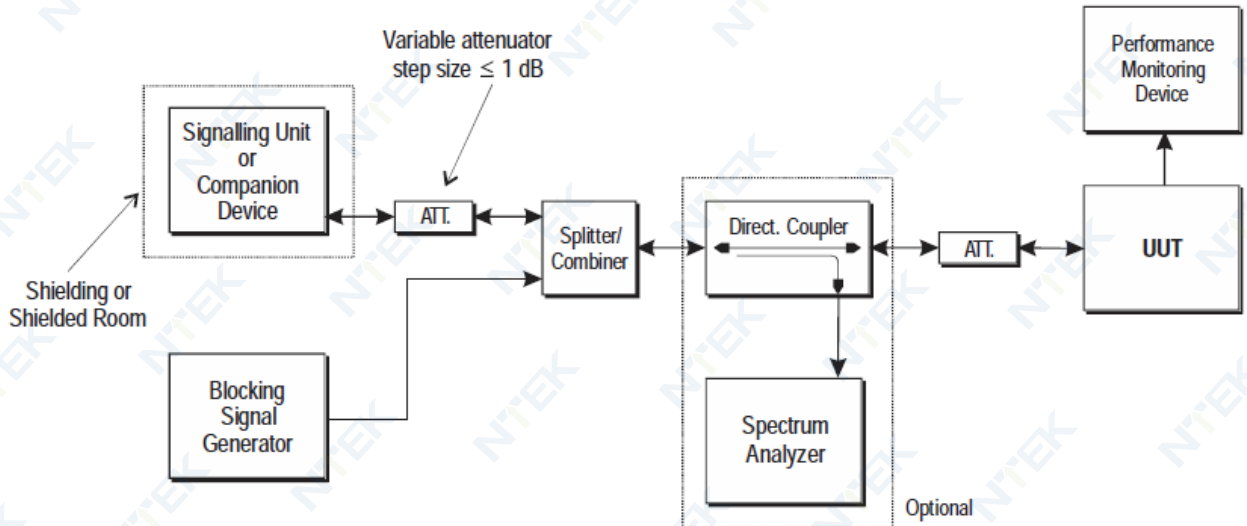 Variable attenuator
step size ≤ 1 dB
Performance
Monitoring
Device
Signalling Unit
or
Companion
Device
ATT.
Splitter/
Combiner
Direct. Coupler
ATT.
UUT
Shielding or
Shielded Room
Blocking
Signal
Generator
Spectrum
Analyzer
Optional
NTEK